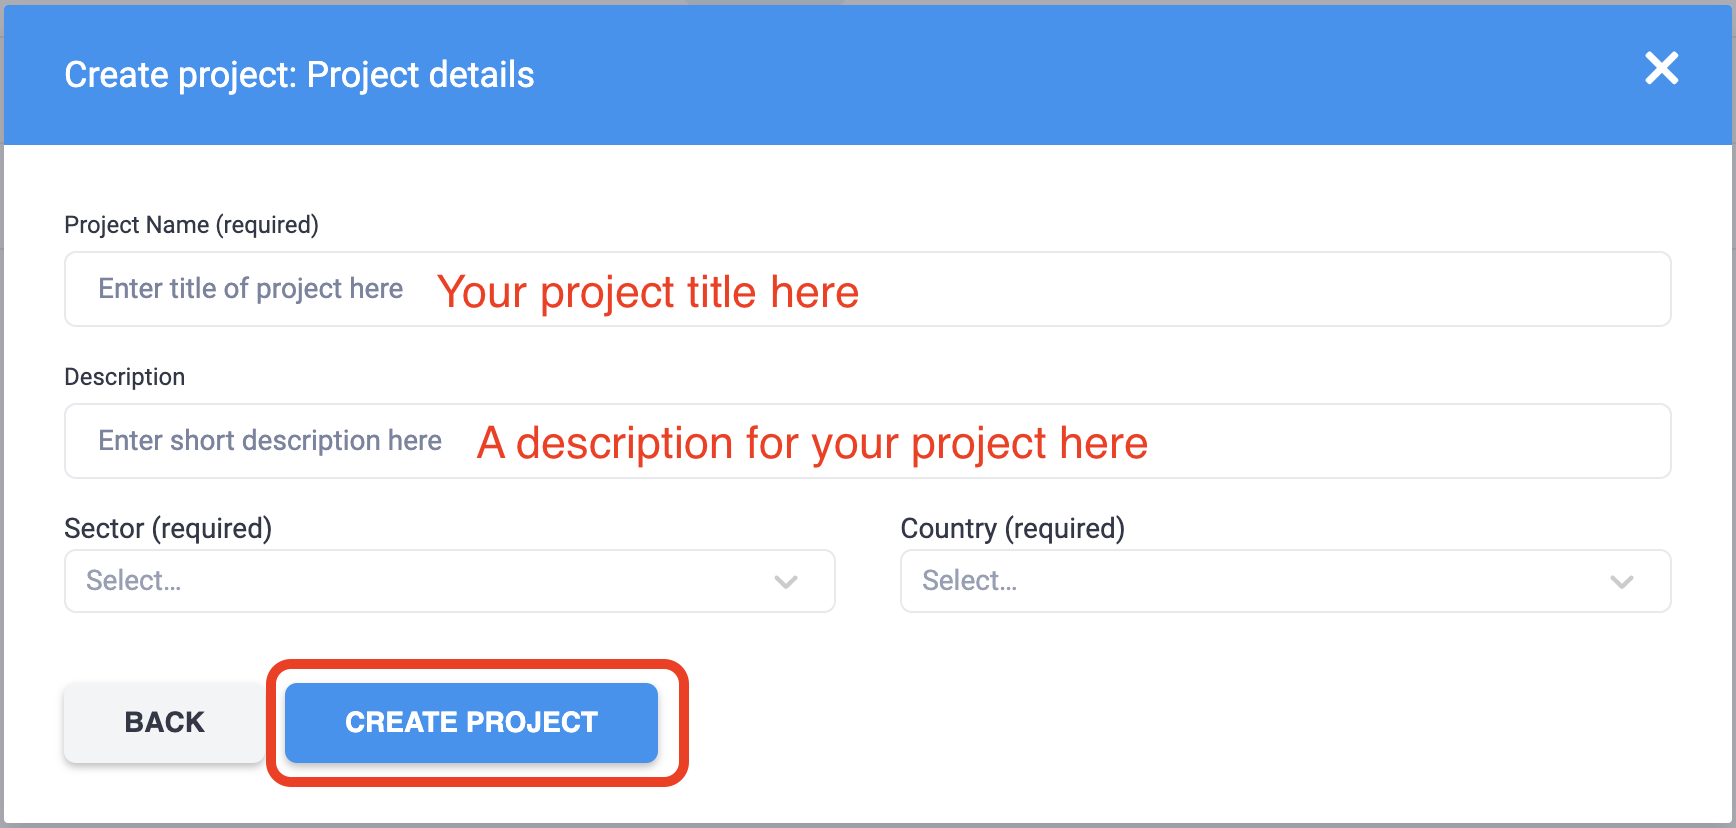 Create project: Project details
Project Name (required)
Enter title of project here Your project title here
Description
Enter short description here A description for your project here
Sector (required) Country (required)
Select... Select...
BACK CREATE PROJECT